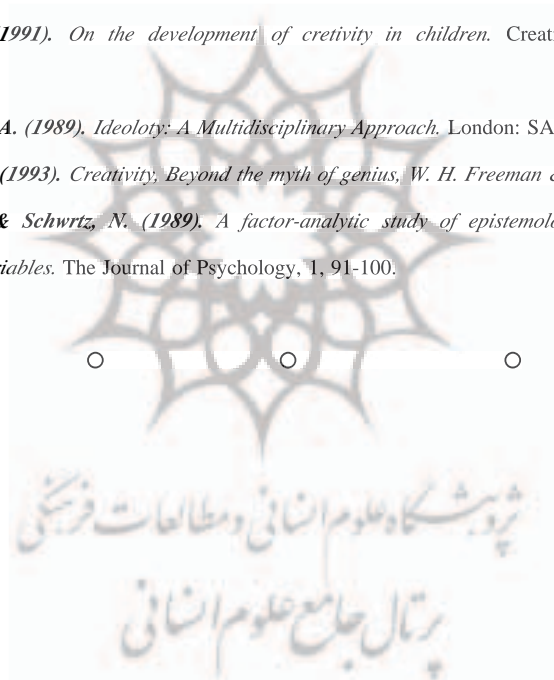 1991). On the development of cretivity in children. Creati
A. (1989). Ideoloty: A Multidisciplinary Approach. London: SA
(1993). Creativity, Beyond the myth of genius, W. H. Freeman &
& Schwrtz, N. (1989). A factor-analytic study of epistemolo
riables. The Journal of Psychology, 1, 91-100.
پژوهشگاه علوم انسانی و مطالعات فرهنگی
پرتال جامع علوم انسانی